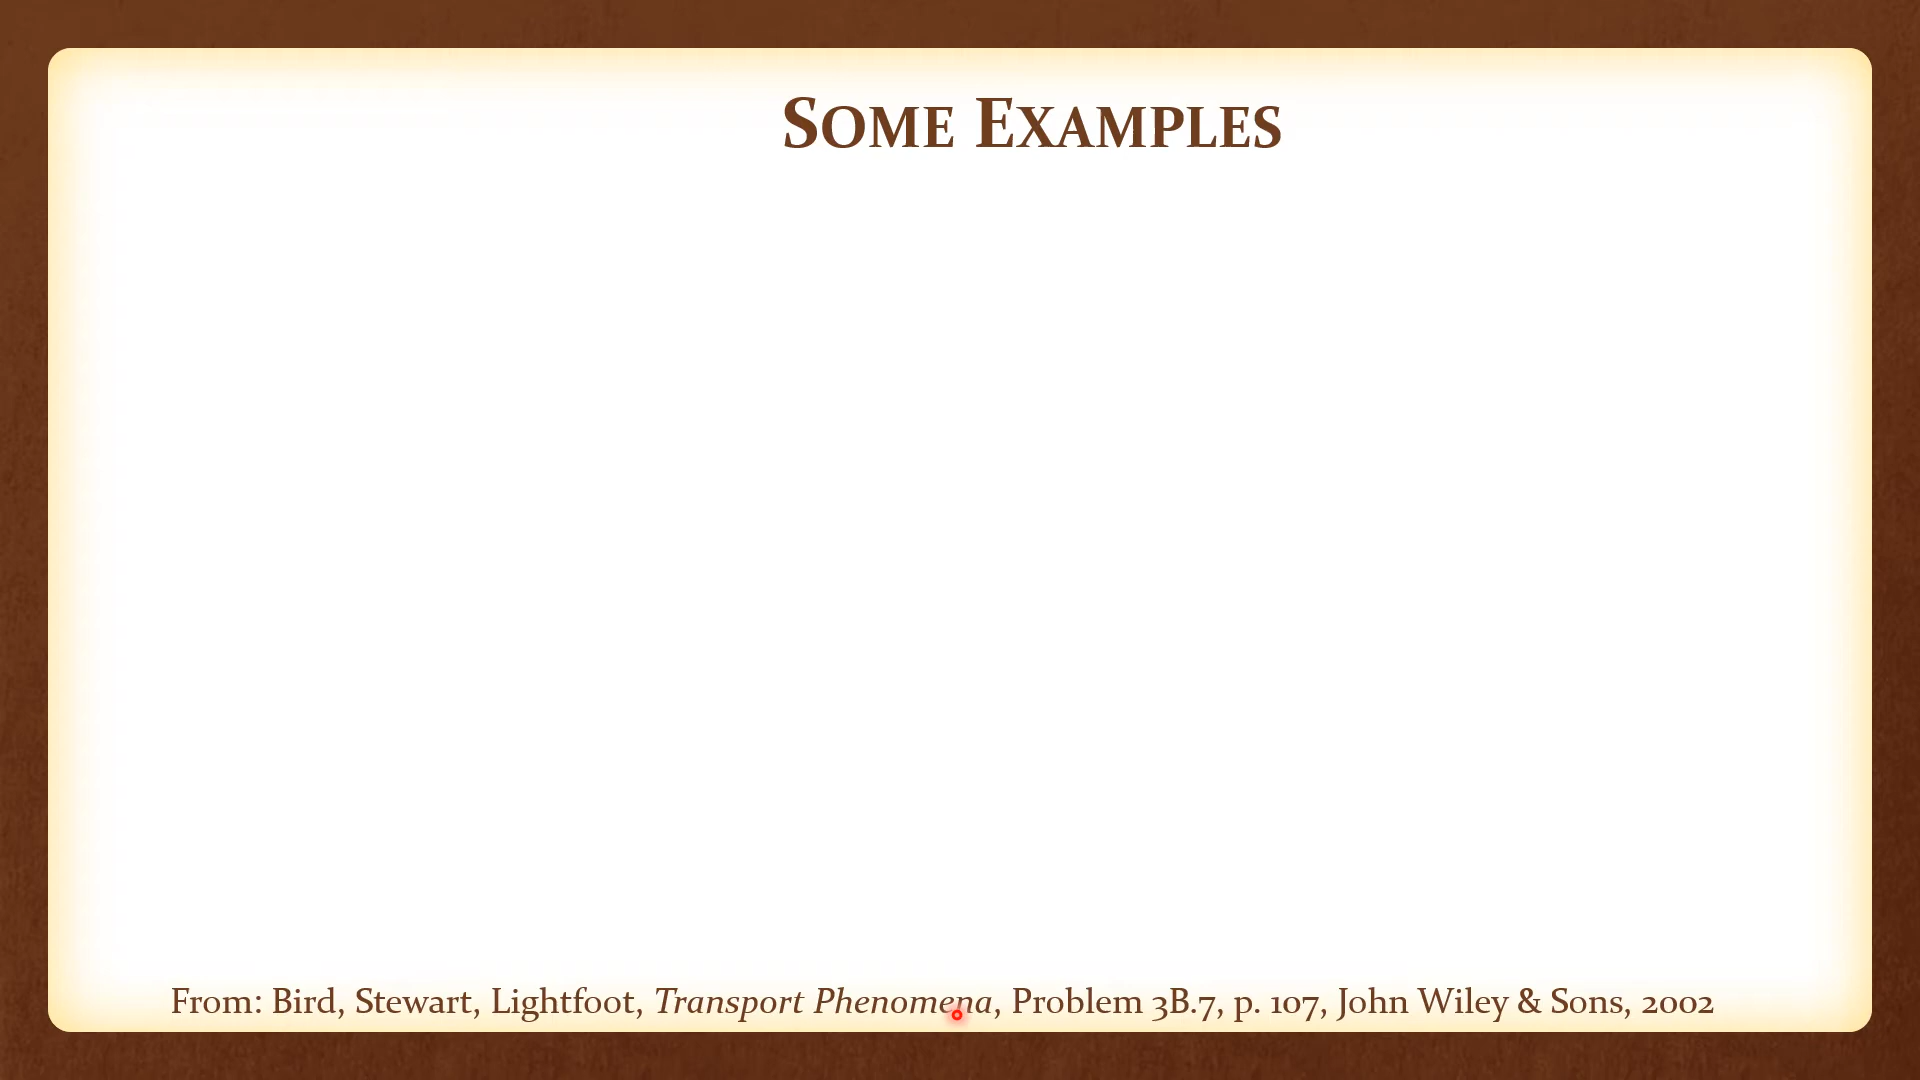 Some Examples
From: Bird, Stewart, Lightfoot, Transport Phenomena, Problem 3B.7, p. 107, John Wiley & Sons, 2002